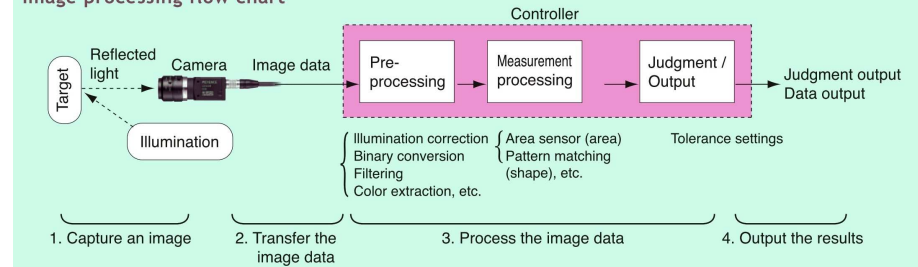 Image processing flow chart
Controller
Target
Reflected
light
Camera
Image data
Illumination
Pre-
processing
Measurement
processing
Judgment /
Output
Judgment output
Data output
Illumination correction
Binary conversion
Filtering
Color extraction, etc.
Area sensor (area)
Pattern matching
(shape), etc.
Tolerance settings
1. Capture an image
2. Transfer the
image data
3. Process the image data
4. Output the results